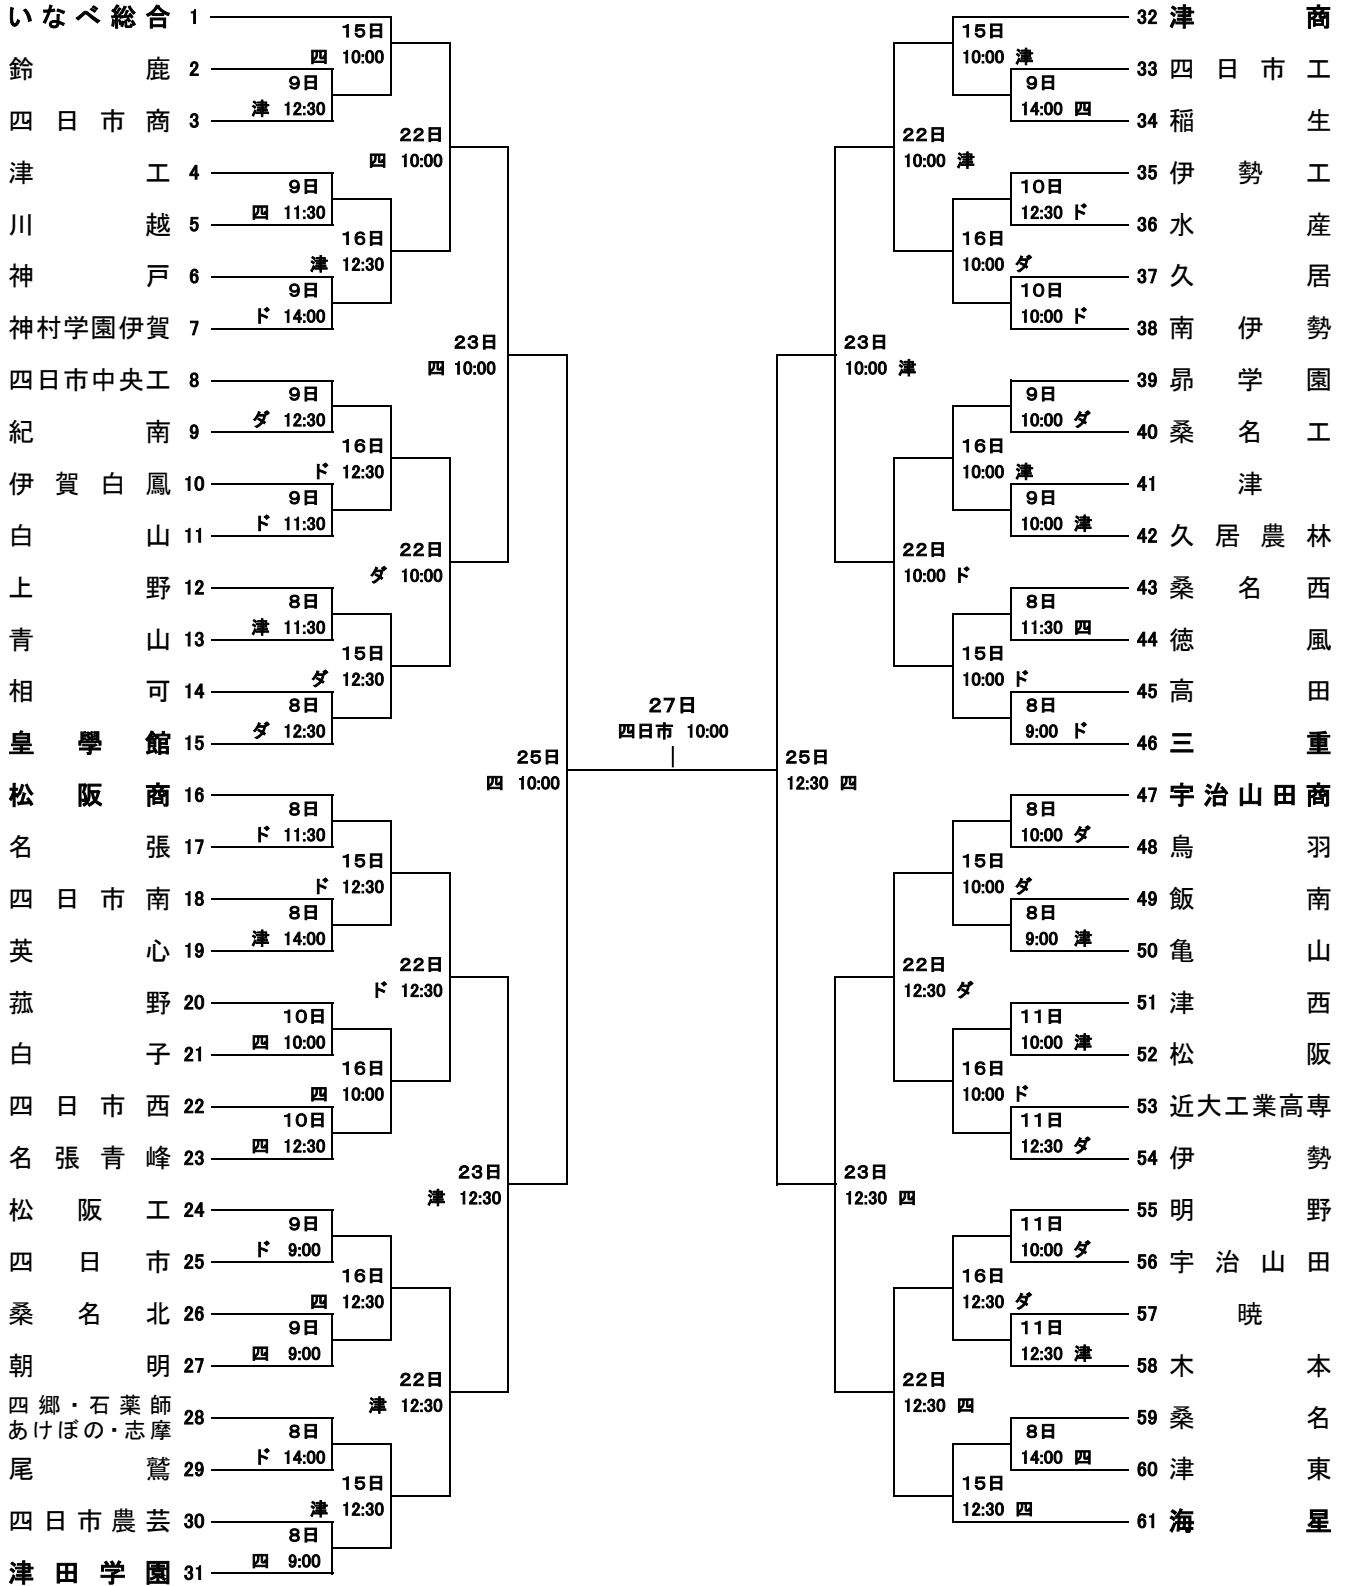 いなべ総合 1
15日
四 10:00
鈴鹿 2
9日
津 12:30
四日市商 3
22日
四 10:00
津工 4
9日
四 11:30
川越 5
16日
津 12:30
神戸 6
9日
ド 14:00
神村学園伊賀 7
23日
四 10:00
四日市中央工 8
9日
ダ 12:30
紀南 9
16日
ド 12:30
伊賀白鳳 10
9日
ド 11:30
白山 11
22日
ダ 10:00
上野 12
8日
津 11:30
青山 13
15日
ダ 12:30
相可 14
8日
ダ 12:30
皇學館 15
25日
四 10:00
松阪商 16
8日
ド 11:30
名張 17
15日
ド 12:30
四日市南 18
8日
津 14:00
英心 19
22日
ド 12:30
菰野 20
10日
四 10:00
白子 21
16日
四 10:00
四日市西 22
10日
四 12:30
名張青峰 23
23日
津 12:30
松阪工 24
9日
ド 9:00
四日市 25
16日
四 12:30
桑名北 26
9日
四 9:00
朝明 27
22日
津 12:30
四郷・石薬師
あけぼの・志摩 28
8日
ド 14:00
尾鷲 29
15日
津 12:30
四日市農芸 30
8日
四 9:00
津田学園 31
27日
四日市 10:00
32 津商
15日
10:00 津
33 四日市工
9日
14:00 四
34 稲生
22日
10:00 津
35 伊勢工
10日
12:30 ド
36 水産
16日
10:00 ダ
37 久居
10日
10:00 ド
38 南伊勢
23日
10:00 津
39 昴学園
9日
10:00 ダ
40 桑名工
16日
10:00 津
41 津
9日
10:00 津
42 久居農林
22日
10:00 ド
43 桑名西
8日
11:30 四
44 徳風
15日
10:00 ド
45 高田
8日
9:00 ド
46 三重
25日
12:30 四
47 宇治山田商
8日
10:00 ダ
48 鳥羽
15日
10:00 ダ
49 飯南
8日
9:00 津
50 亀山
22日
12:30 ダ
51 津西
11日
10:00 津
52 松阪
16日
10:00 ド
53 近大工業高専
11日
12:30 ダ
54 伊勢
23日
12:30 四
55 明野
11日
10:00 ダ
56 宇治山田
16日
12:30 ダ
57 暁
11日
12:30 津
58 木本
22日
12:30 四
59 桑名
8日
14:00 四
60 津東
15日
12:30 四
61 海星